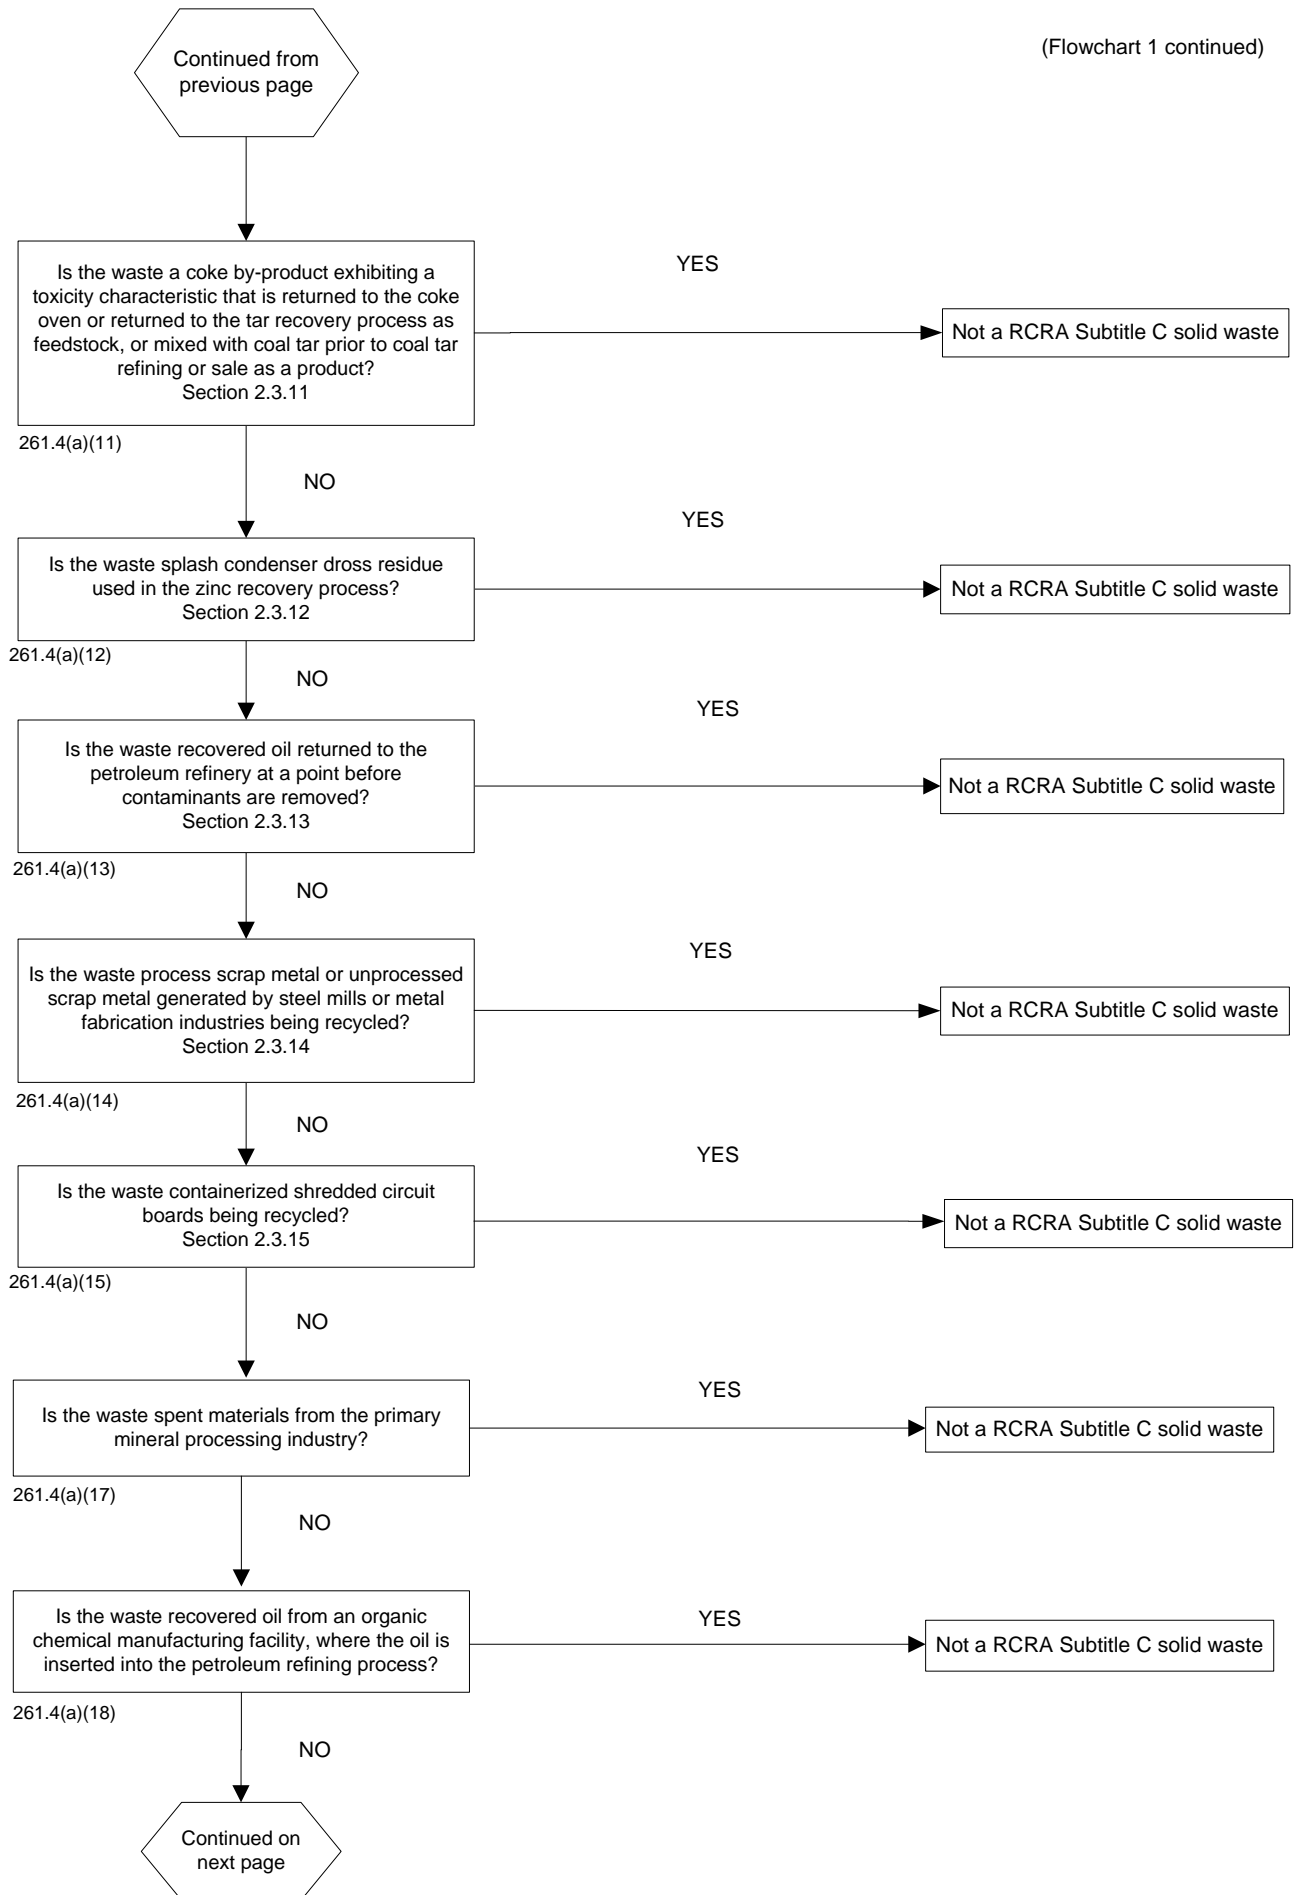 Continued from
previous page
(Flowchart 1 continued)
Is the waste a coke by-product exhibiting a
toxicity characteristic that is returned to the coke
oven or returned to the tar recovery process as
feedstock, or mixed with coal tar prior to coal tar
refining or sale as a product?
Section 2.3.11
YES
Not a RCRA Subtitle C solid waste
261.4(a)(11)
NO
Is the waste splash condenser dross residue
used in the zinc recovery process?
Section 2.3.12
YES
Not a RCRA Subtitle C solid waste
261.4(a)(12)
NO
Is the waste recovered oil returned to the
petroleum refinery at a point before
contaminants are removed?
Section 2.3.13
YES
Not a RCRA Subtitle C solid waste
261.4(a)(13)
NO
Is the waste process scrap metal or unprocessed
scrap metal generated by steel mills or metal
fabrication industries being recycled?
Section 2.3.14
YES
Not a RCRA Subtitle C solid waste
261.4(a)(14)
NO
Is the waste containerized shredded circuit
boards being recycled?
Section 2.3.15
YES
Not a RCRA Subtitle C solid waste
261.4(a)(15)
NO
Is the waste spent materials from the primary
mineral processing industry?
YES
Not a RCRA Subtitle C solid waste
261.4(a)(17)
NO
Is the waste recovered oil from an organic
chemical manufacturing facility, where the oil is
inserted into the petroleum refining process?
YES
Not a RCRA Subtitle C solid waste
261.4(a)(18)
NO
Continued on
next page